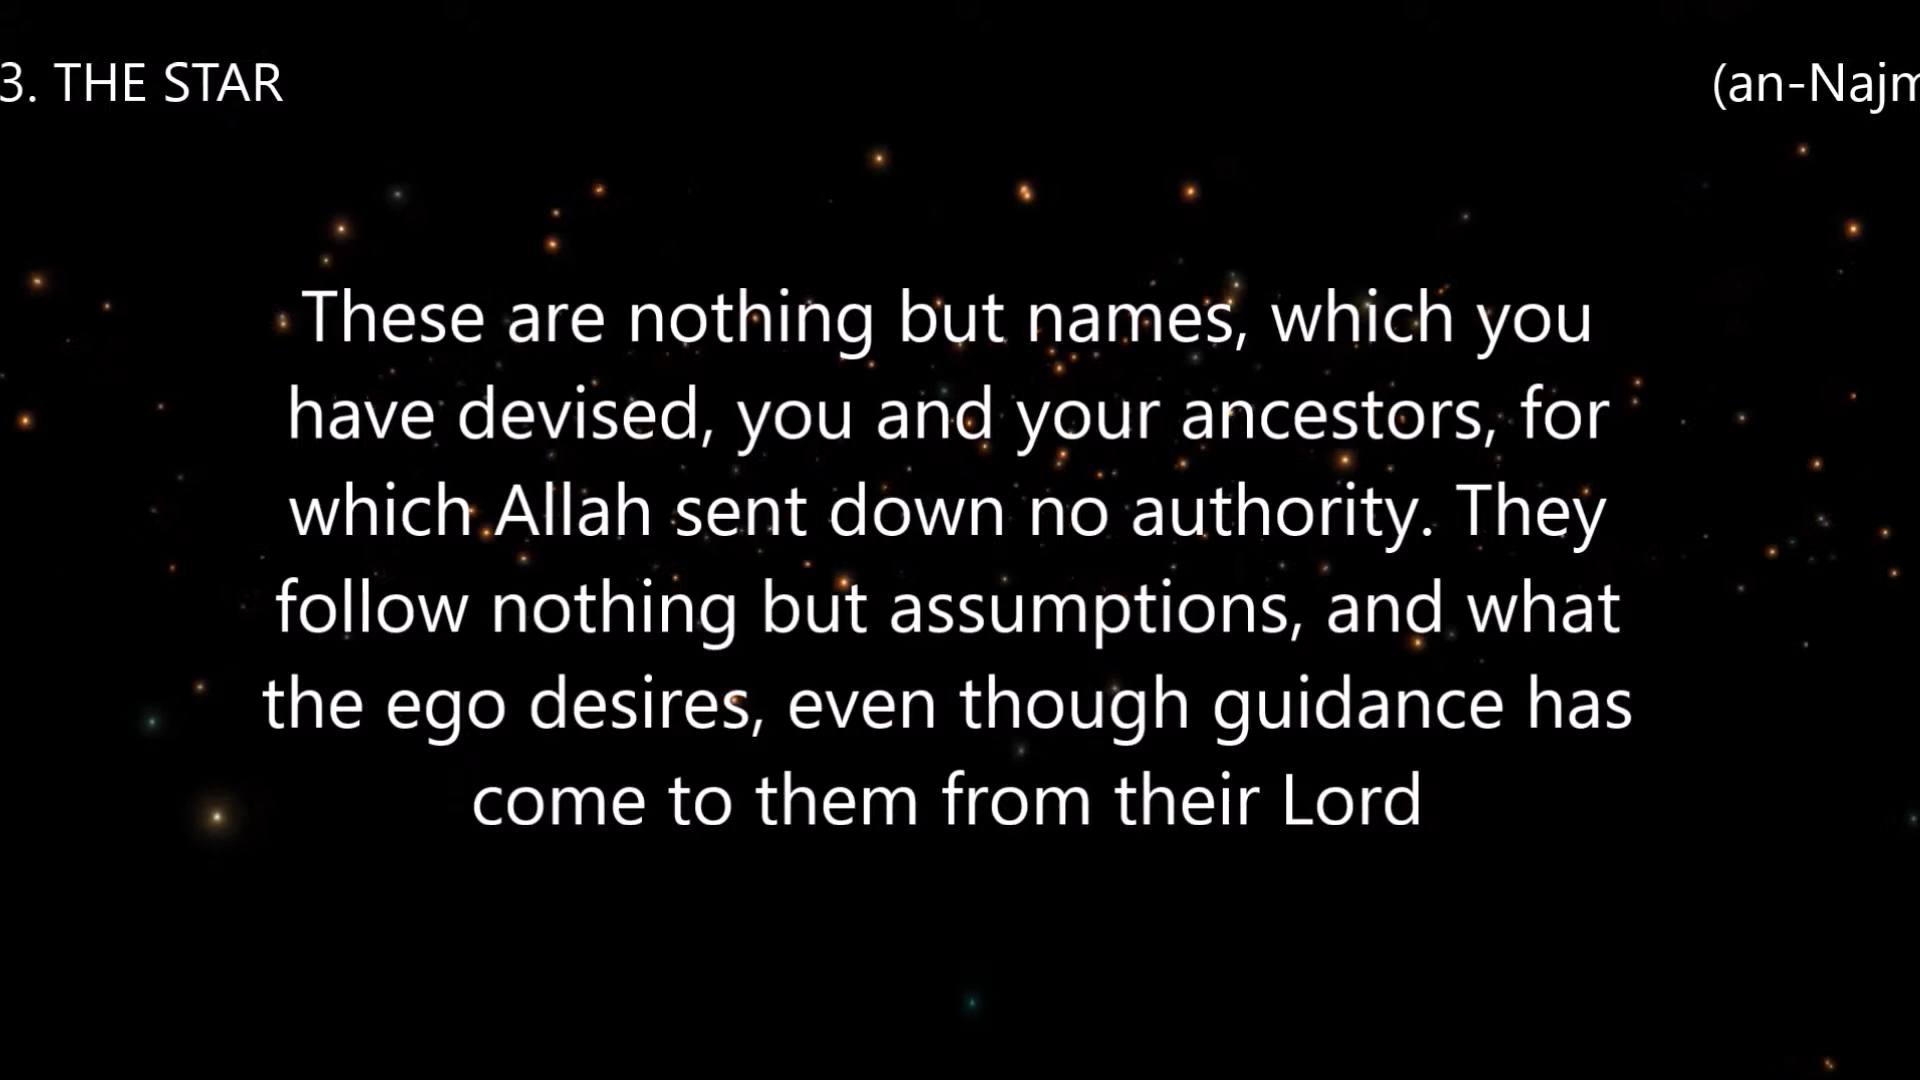 3. THE STAR
(an-Najm
These are nothing but names, which you
have devised, you and your ancestors, for
which Allah sent down no authority. They
follow nothing but assumptions, and what
the ego desires, even though guidance has
come to them from their Lord